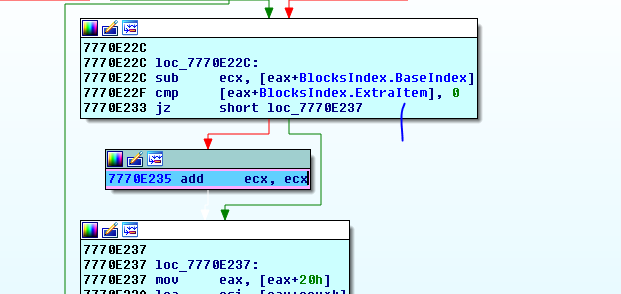 7770E22C
7770E22C loc_7770E22C:
7770E22C sub ecx, [eax+BlocksIndex.BaseIndex]
7770E22F cmp [eax+BlocksIndex.ExtraItem], 0
7770E233 jz short loc_7770E237
7770E235 add ecx, ecx
7770E237
7770E237 loc_7770E237:
7770E237 mov eax, [eax+20h]